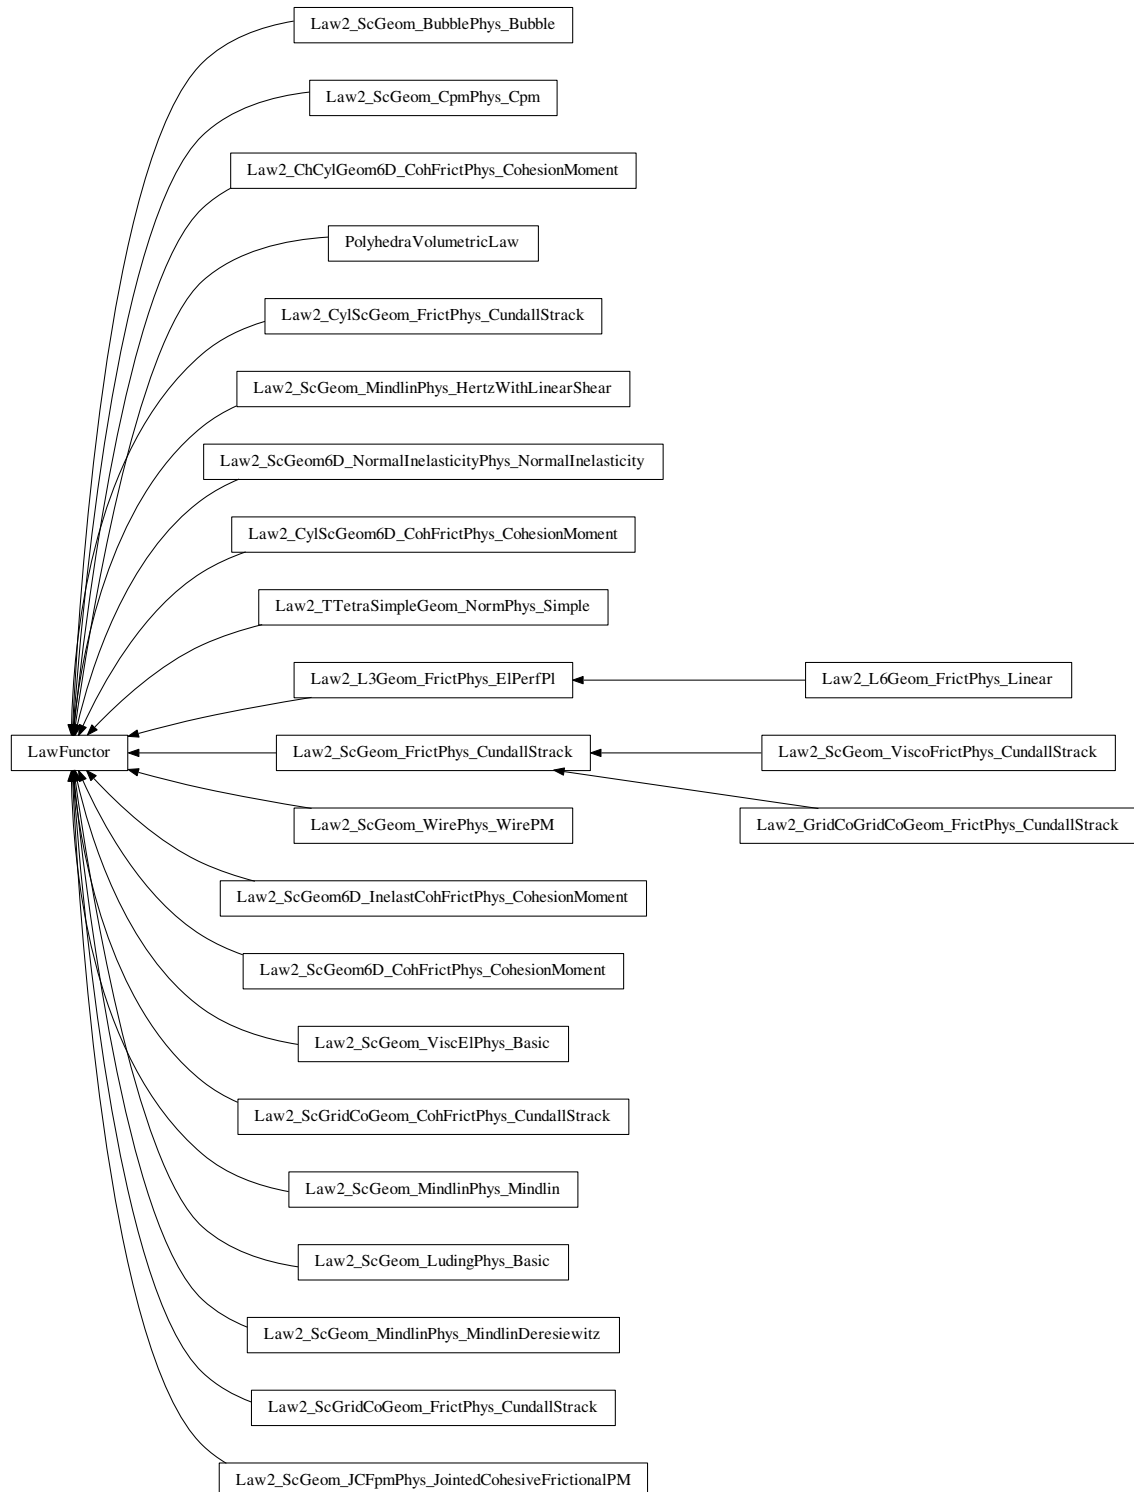 Law2_ScGeom_BubblePhys_Bubble
Law2_ScGeom_CpmPhys_Cpm
Law2_ChCylGeom6D_CohFrictPhys_CohesionMoment
PolyhedraVolumetricLaw
Law2_CylScGeom_FrictPhys_CundallStrack
Law2_ScGeom_MindlinPhys_HertzWithLinearShear
Law2_ScGeom6D_NormalInelasticityPhys_NormalInelasticity
Law2_CylScGeom6D_CohFrictPhys_CohesionMoment
Law2_TTetraSimpleGeom_NormPhys_Simple
Law2_L3Geom_FrictPhys_ElPerfPl
Law2_L6Geom_FrictPhys_Linear
LawFunctor
Law2_ScGeom_FrictPhys_CundallStrack
Law2_ScGeom_ViscoFrictPhys_CundallStrack
Law2_ScGeom_WirePhys_WirePM
Law2_GridCoGridCoGeom_FrictPhys_CundallStrack
Law2_ScGeom6D_InelastCohFrictPhys_CohesionMoment
Law2_ScGeom6D_CohFrictPhys_CohesionMoment
Law2_ScGeom_ViscElPhys_Basic
Law2_ScGridCoGeom_CohFrictPhys_CundallStrack
Law2_ScGeom_MindlinPhys_Mindlin
Law2_ScGeom_LudingPhys_Basic
Law2_ScGeom_MindlinPhys_MindlinDeresiewitz
Law2_ScGridCoGeom_FrictPhys_CundallStrack
Law2_ScGeom_JCFpmPhys_JointedCohesiveFrictionalPM